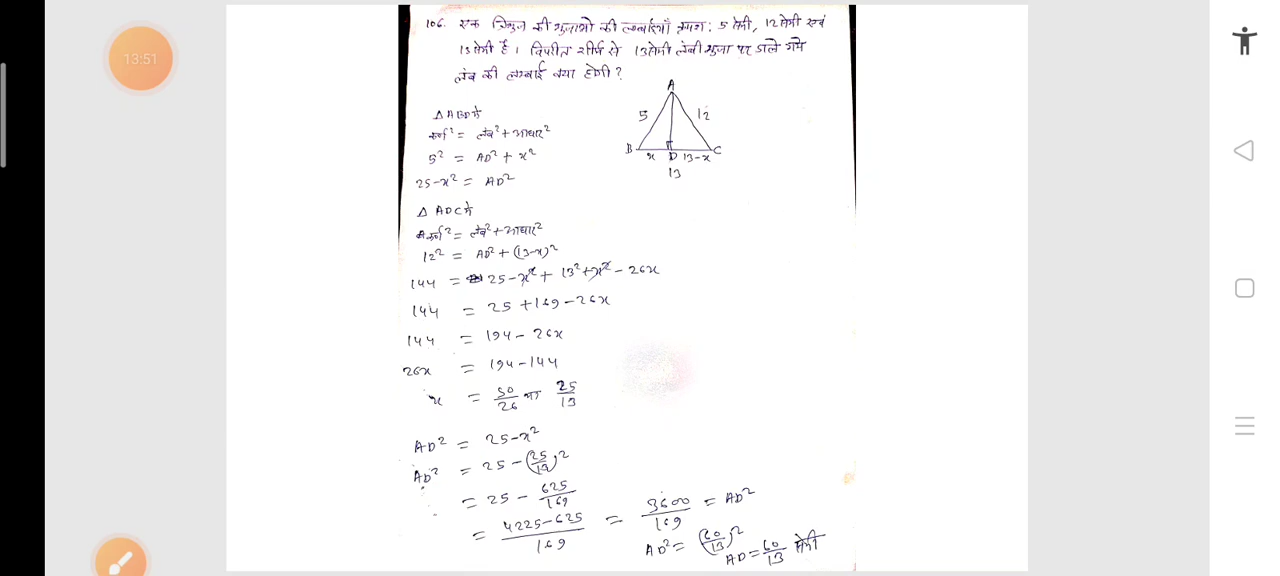 13:51
106. एक त्रिभुज की भुजाओं की लम्बाईयाँ क्रमश: 5 सेमी, 12 सेमी एवं
13 सेमी है। विपरीत शीर्ष से 13 सेमी लंबी भुजा पर डाले गये
लंब की लम्बाई क्या होगी?
A
5 12
B x D 13-x C
13
△ ABD में
कर्ण² = लंब² + आधार²
5² = AD² + x²
25-x² = AD²
△ ADC में
कर्ण² = लंब² + आधार²
12² = AD² + (13-x)²
144 = 25-x² + 13² + x² - 26x
144 = 25 + 169 - 26x
144 = 194 - 26x
26x = 194 - 144
x = 50/26 या 25/13
AD² = 25-x²
AD² = 25 - (25/13)²
= 25 - 625/169
= 4225-625/169 = 3600/169 = AD²
AD² = (60/13)²
AD = 60/13 सेमी